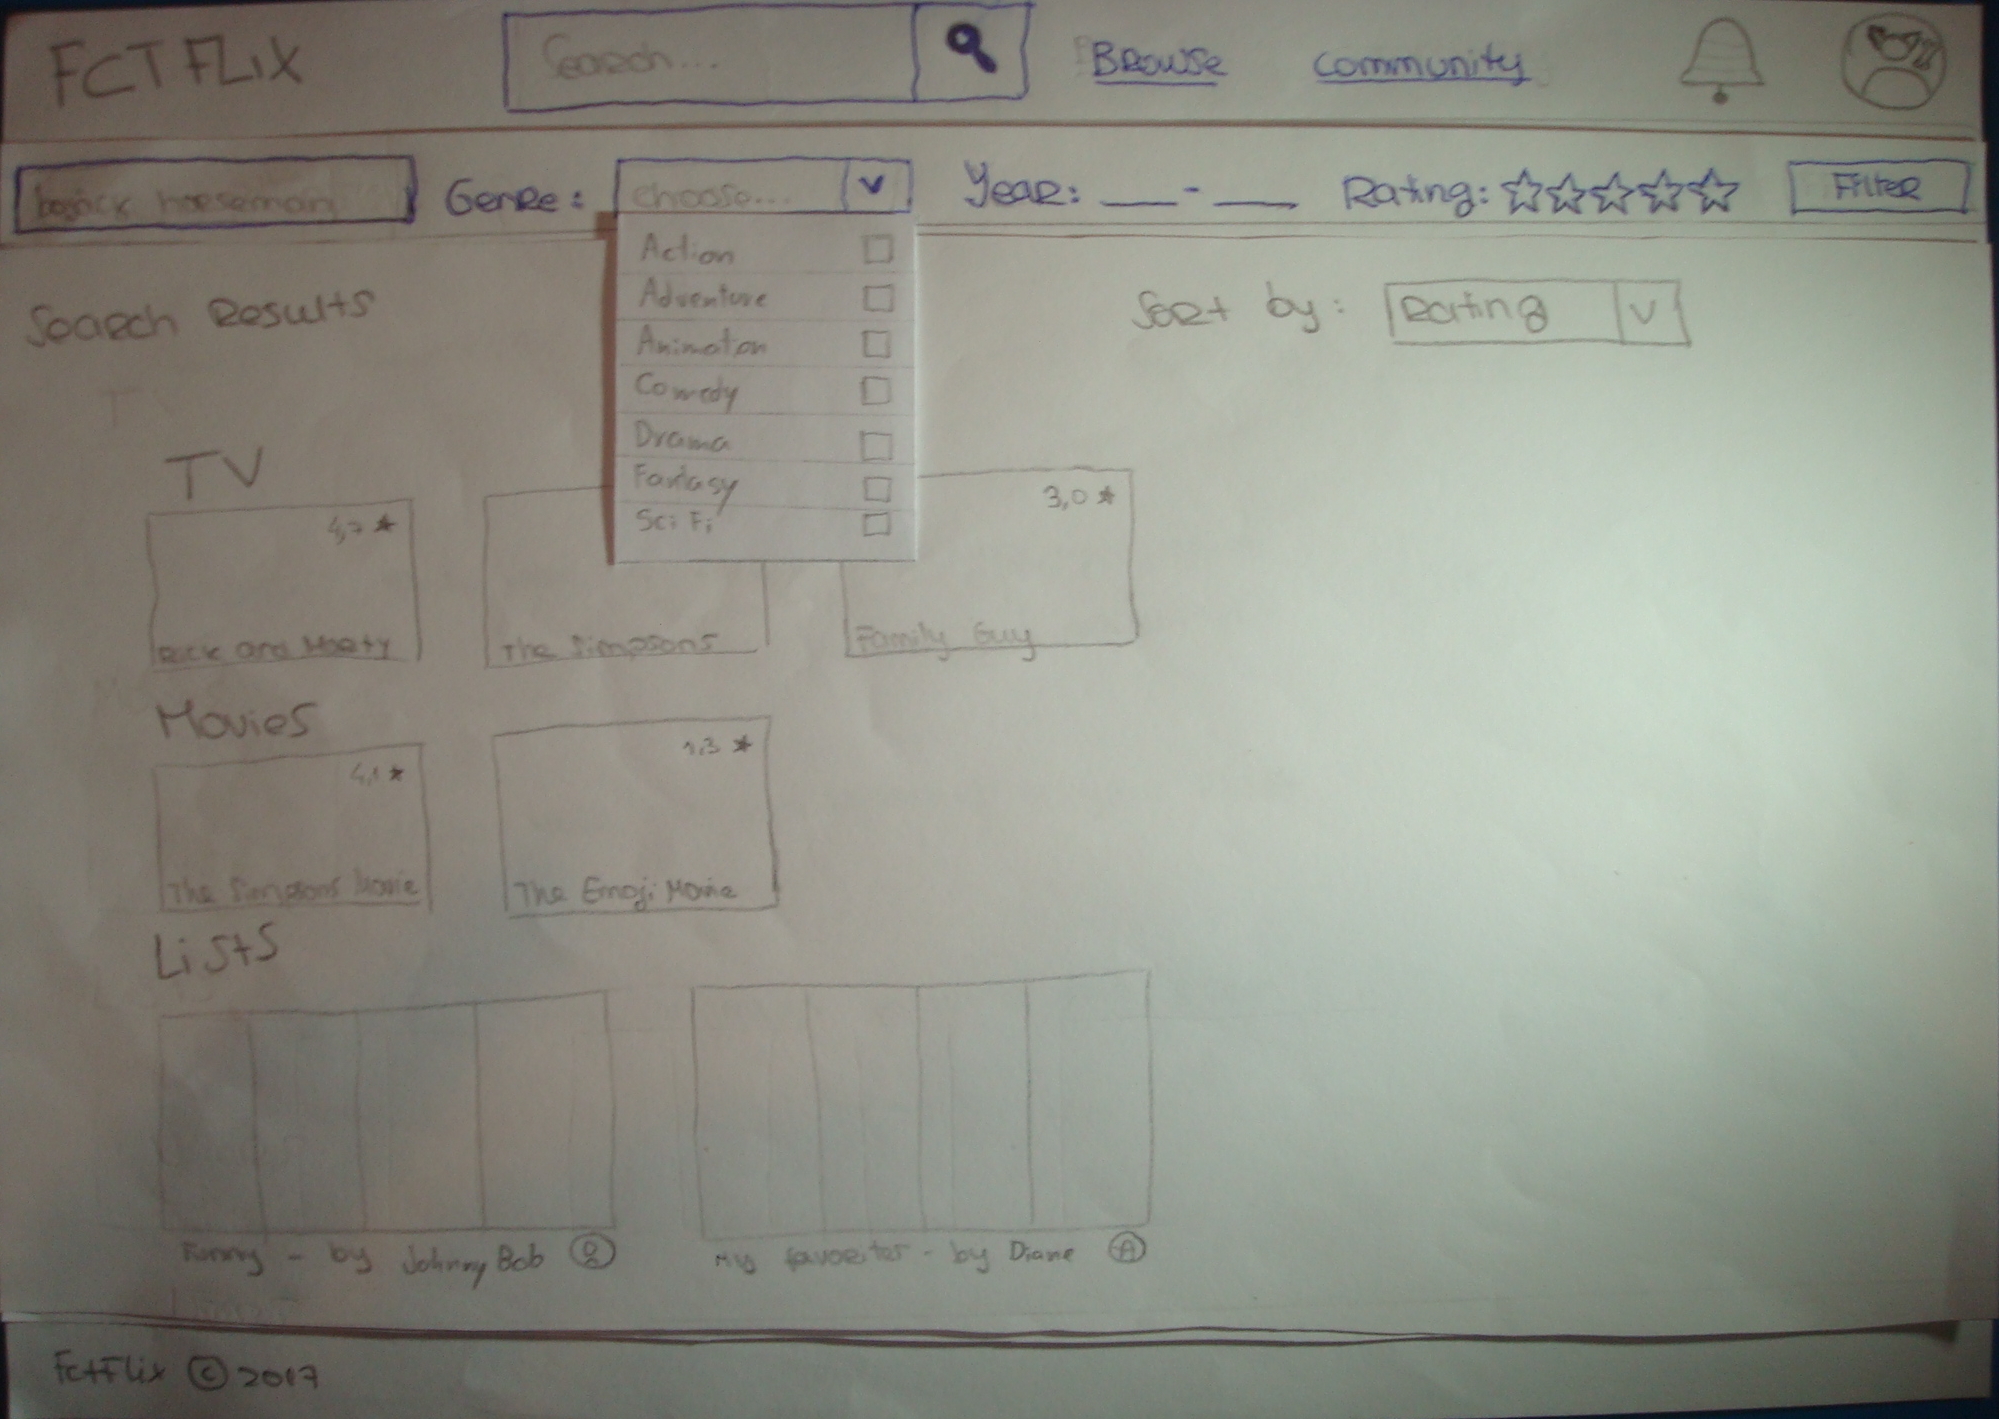 FCTFLiX Search... Browse Community
bojack horseman Genre: choose... v Year: __-__ Rating: Filter
Action
Search Results Adventure Sort by: Rating v
Animaton
Comedy
Drama
TV Fantasy
4,7★ Sci Fi 3,0★
Rick and Morty The Simpsons Family Guy
Movies
4,1★ 1.3★
The Simpsons Movie The Emoji Movie
Lists
Funny - by Johnny Bob My favorites - by Diane
FctFlix © 2017